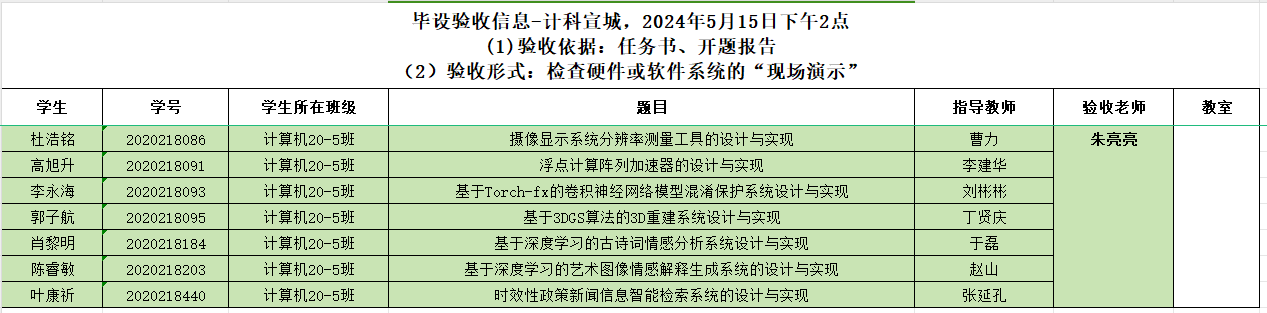 毕设验收信息-计科宣城，2024年5月15日下午2点
(1)验收依据：任务书、开题报告
（2）验收形式：检查硬件或软件系统的“现场演示”
学生 学号 学生所在班级 题目 指导教师 验收老师 教室
杜浩铭 2020218086 计算机20-5班 摄像显示系统分辨率测量工具的设计与实现 曹力 朱亮亮
高旭升 2020218091 计算机20-5班 浮点计算阵列加速器的设计与实现 李建华
李永海 2020218093 计算机20-5班 基于Torch-fx的卷积神经网络模型混淆保护系统设计与实现 刘彬彬
郭子航 2020218095 计算机20-5班 基于3DGS算法的3D重建系统设计与实现 丁贤庆
肖黎明 2020218184 计算机20-5班 基于深度学习的古诗词情感分析系统设计与实现 于磊
陈睿敏 2020218203 计算机20-5班 基于深度学习的艺术图像情感解释生成系统的设计与实现 赵山
叶康祈 2020218440 计算机20-5班 时效性政策新闻信息智能检索系统的设计与实现 张延孔